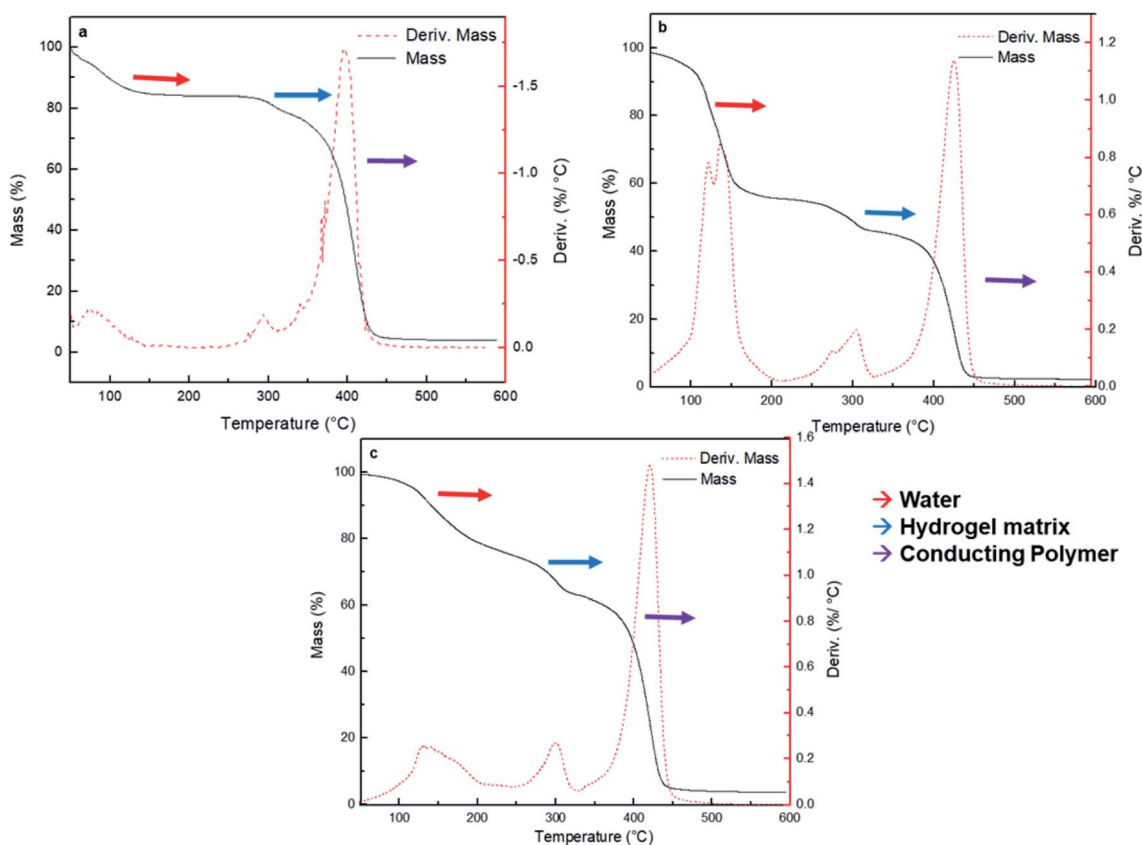 a
Deriv. Mass
Mass
100
80
60
40
20
0
Mass (%)
-1.5
-1.0
-0.5
0.0
Deriv. (%/ °C)
100
200
300
400
500
600
Temperature (°C)
b
Deriv. Mass
Mass
100
80
60
40
20
0
Mass (%)
1.2
1.0
0.8
0.6
0.4
0.2
0.0
Deriv. %/ °C
100
200
300
400
500
600
Temperature (°C)
c
Deriv. Mass
Mass
100
80
60
40
20
0
Mass (%)
1.6
1.4
1.2
1.0
0.8
0.6
0.4
0.2
0.0
Deriv. (%/ °C)
100
200
300
400
500
600
Temperature (°C)
→ Water
→ Hydrogel matrix
→ Conducting Polymer